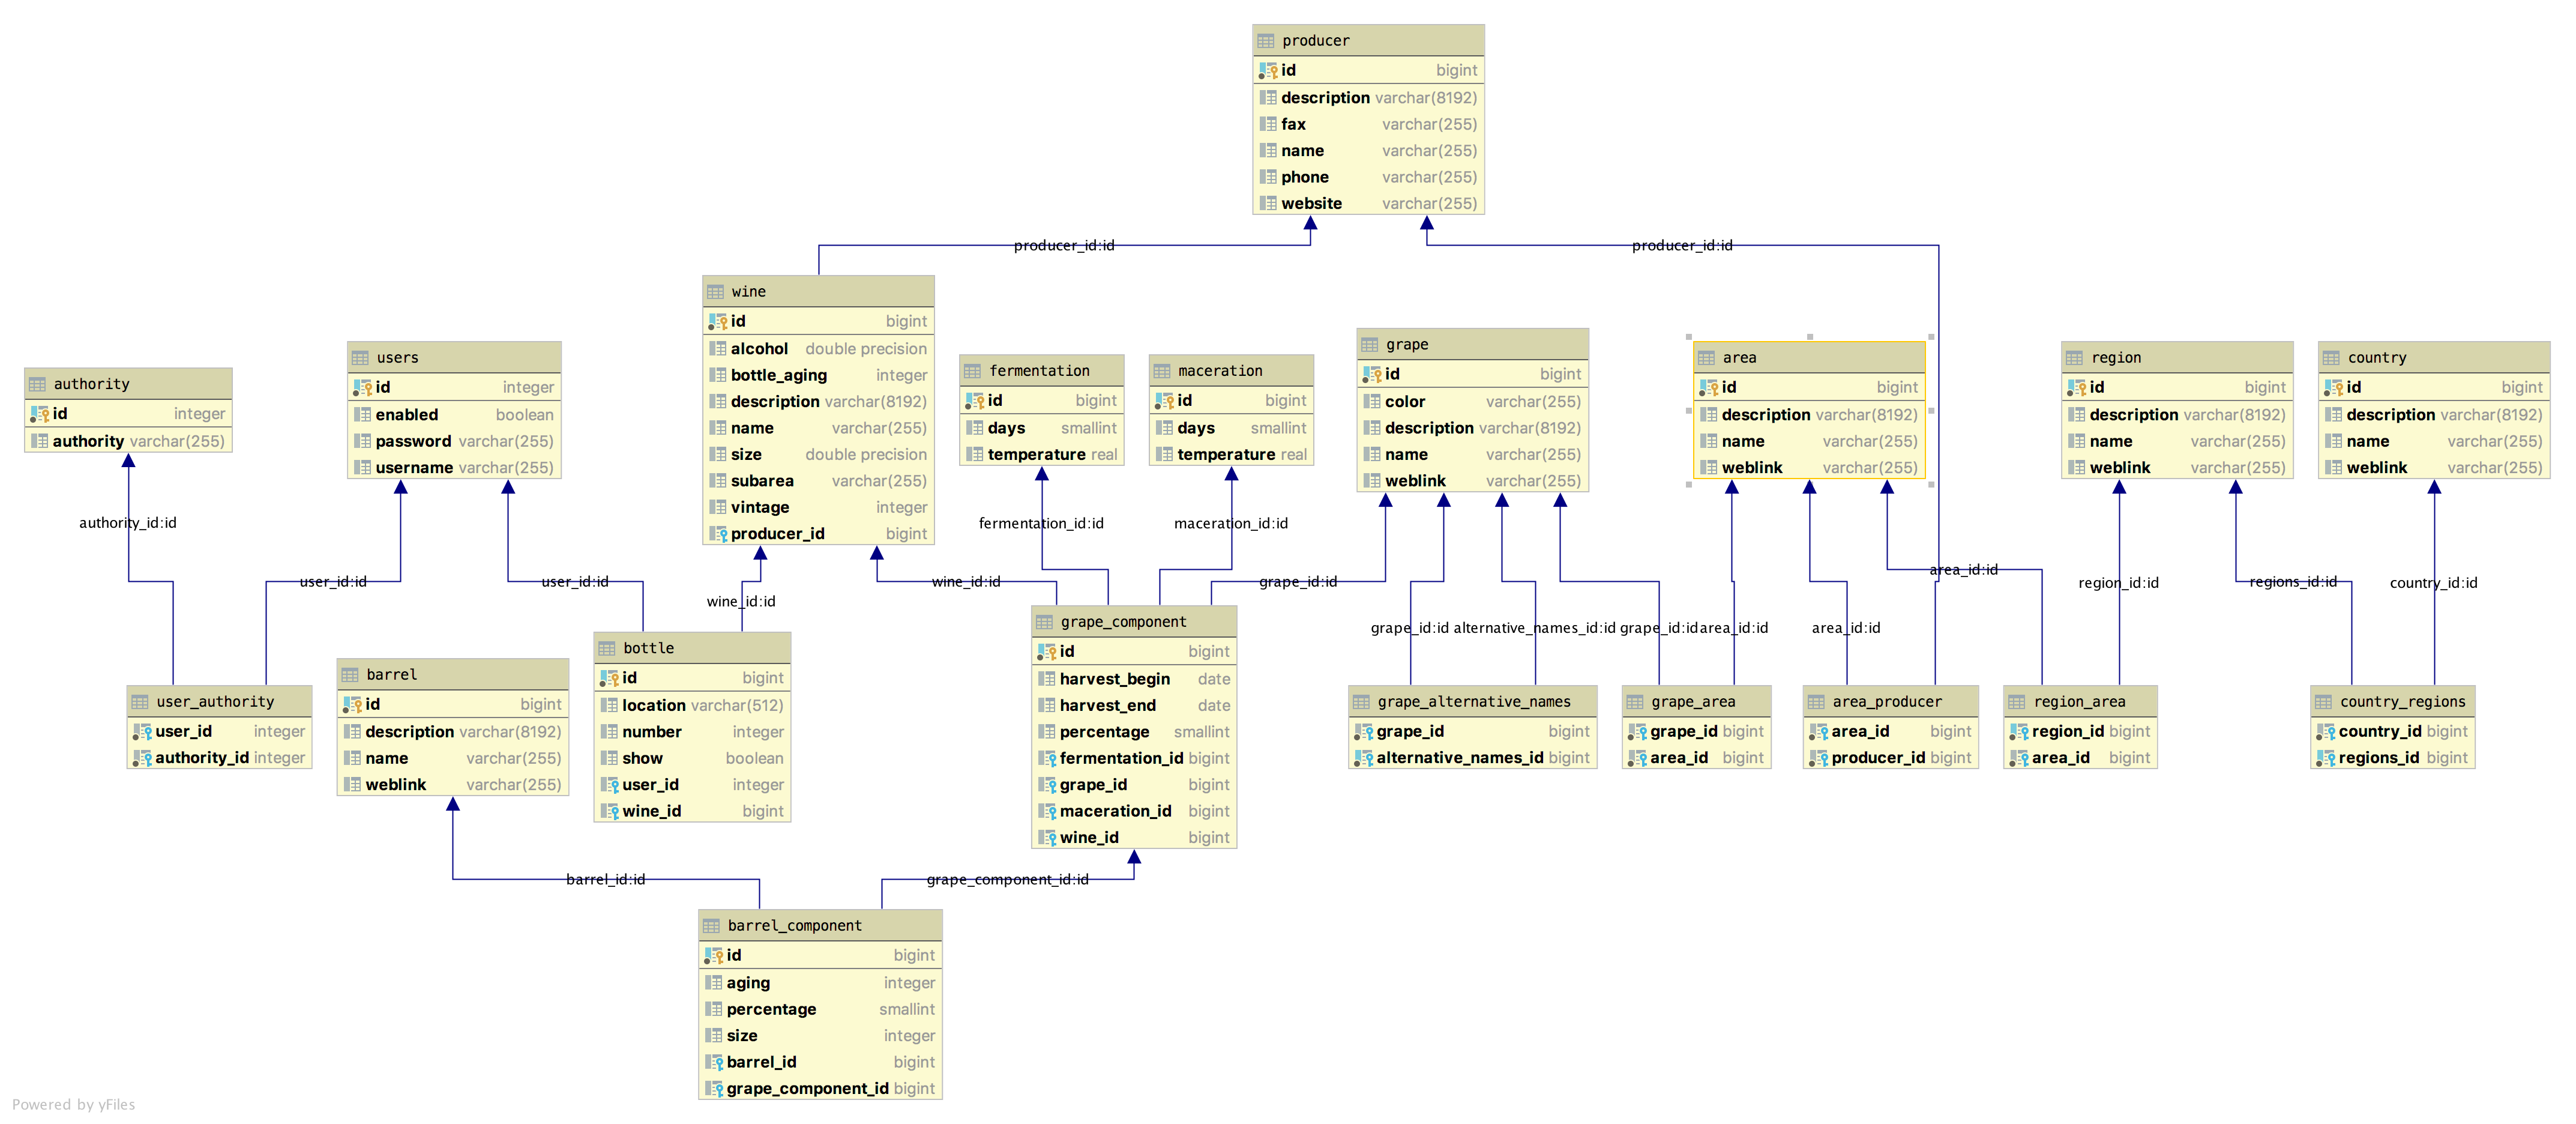 producer
id bigint
description varchar(8192)
fax varchar(255)
name varchar(255)
phone varchar(255)
website varchar(255)
producer_id:id
producer_id:id
wine
id bigint
alcohol double precision
bottle_aging integer
description varchar(8192)
name varchar(255)
size double precision
subarea varchar(255)
vintage integer
producer_id bigint
authority
id integer
authority varchar(255)
users
id integer
enabled boolean
password varchar(255)
username varchar(255)
fermentation
id bigint
days smallint
temperature real
maceration
id bigint
days smallint
temperature real
grape
id bigint
color varchar(255)
description varchar(8192)
name varchar(255)
weblink varchar(255)
area
id bigint
description varchar(8192)
name varchar(255)
weblink varchar(255)
region
id bigint
description varchar(8192)
name varchar(255)
weblink varchar(255)
country
id bigint
description varchar(8192)
name varchar(255)
weblink varchar(255)
authority_id:id
user_id:id
user_id:id
wine_id:id
wine_id:id
fermentation_id:id
maceration_id:id
grape_id:id
grape_id:id
alternative_names_id:id
grape_id:id
area_id:id
area_id:id
area_id:id
region_id:id
regions_id:id
country_id:id
user_authority
user_id integer
authority_id integer
barrel
id bigint
description varchar(8192)
name varchar(255)
weblink varchar(255)
bottle
id bigint
location varchar(512)
number integer
show boolean
user_id integer
wine_id bigint
grape_component
id bigint
harvest_begin date
harvest_end date
percentage smallint
fermentation_id bigint
grape_id bigint
maceration_id bigint
wine_id bigint
grape_alternative_names
grape_id bigint
alternative_names_id bigint
grape_area
grape_id bigint
area_id bigint
area_producer
area_id bigint
producer_id bigint
region_area
region_id bigint
area_id bigint
country_regions
country_id bigint
regions_id bigint
barrel_id:id
grape_component_id:id
barrel_component
id bigint
aging integer
percentage smallint
size integer
barrel_id bigint
grape_component_id bigint
Powered by yFiles